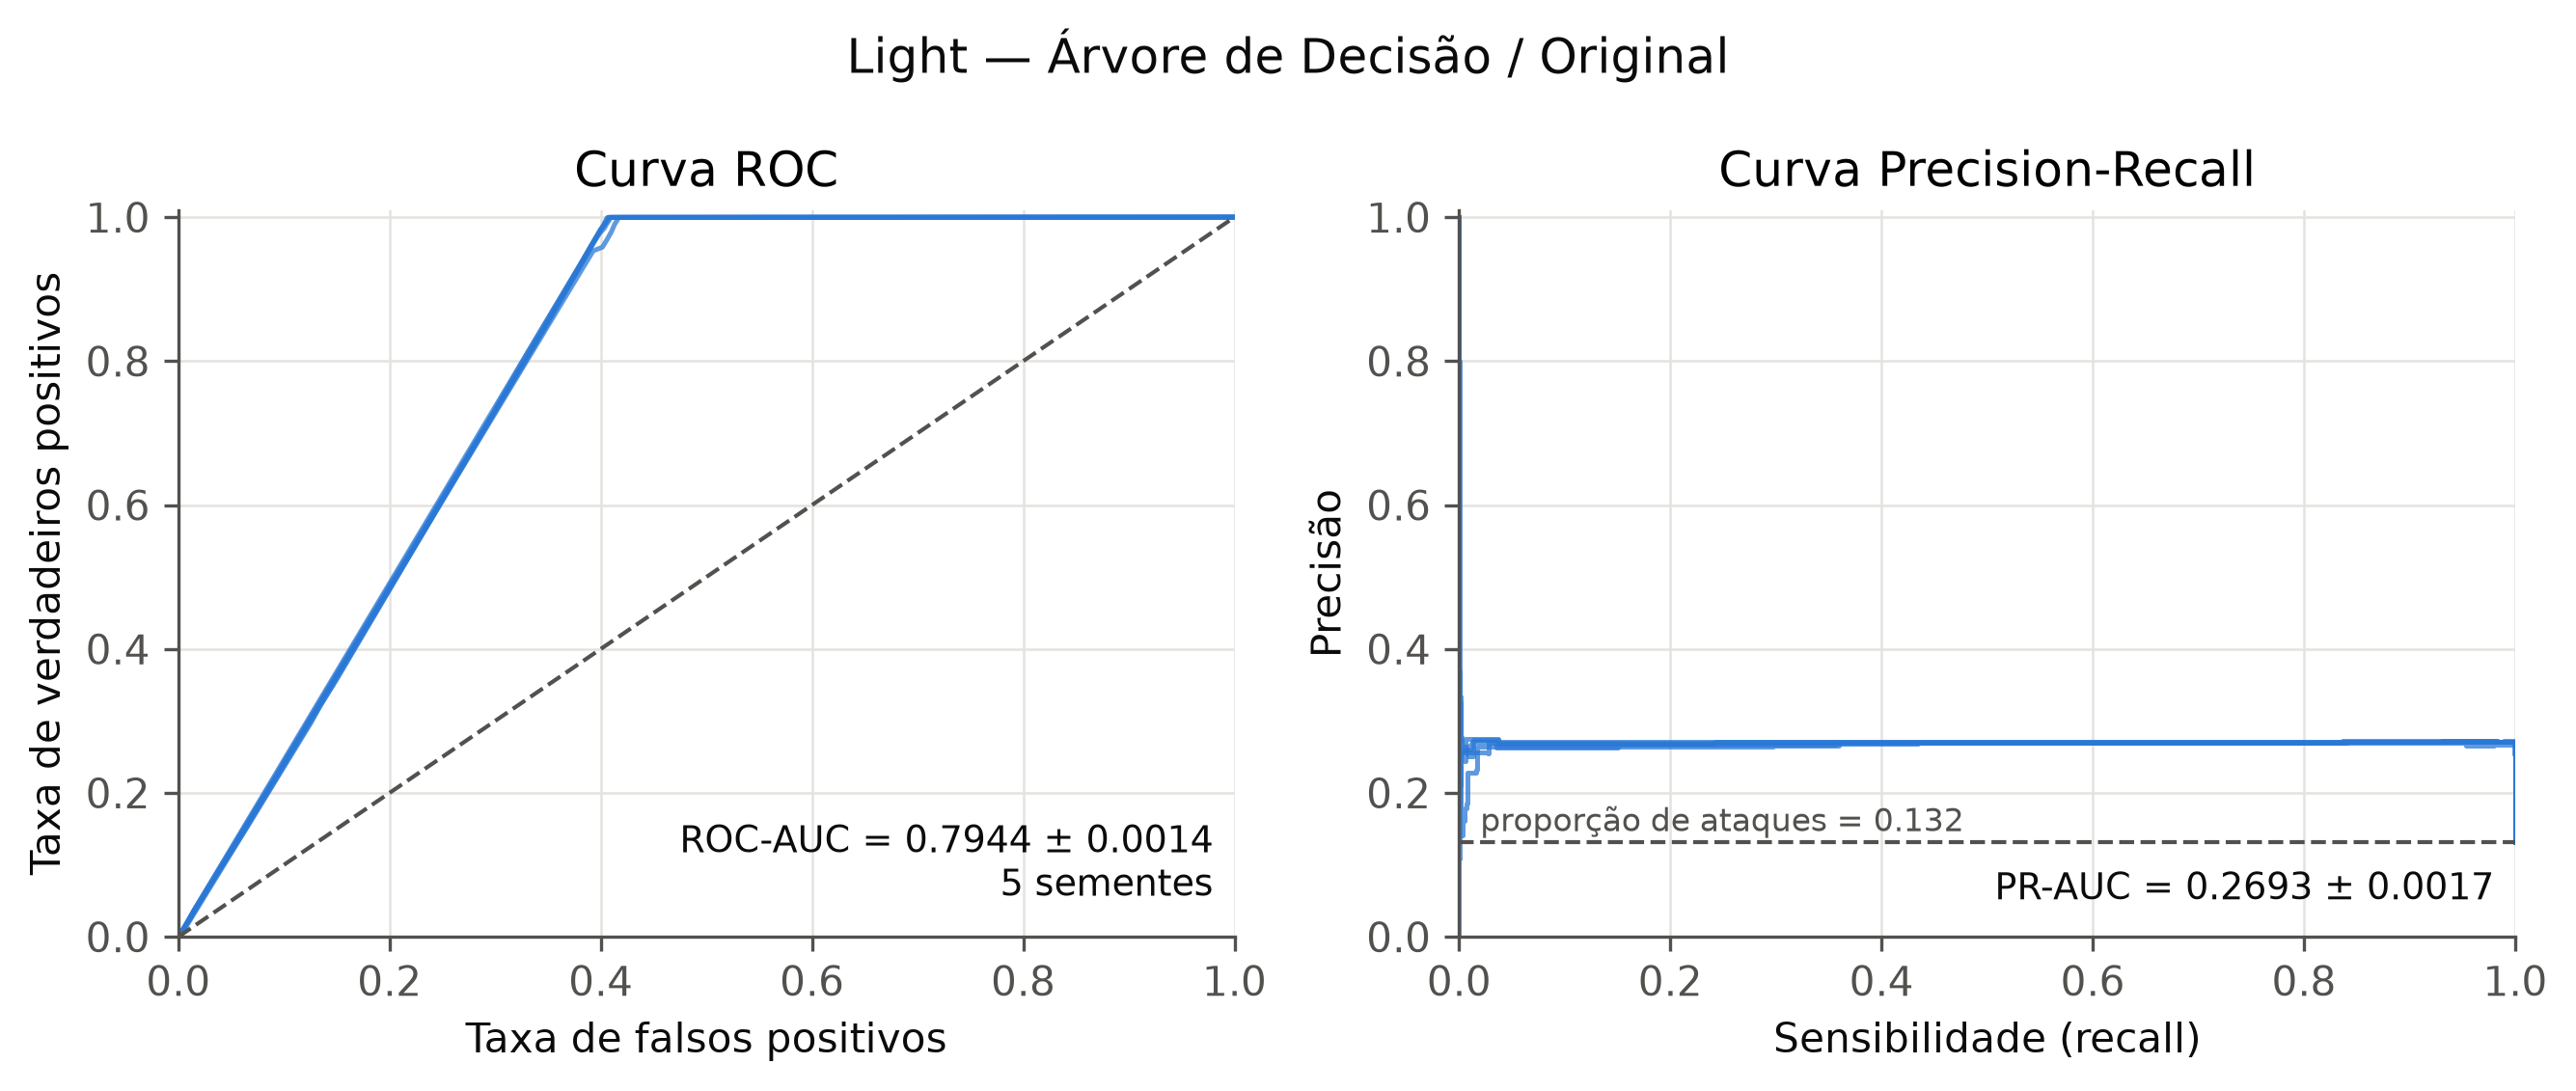 Light — Árvore de Decisão / Original
Curva ROC
Taxa de verdadeiros positivos
1.0
0.8
0.6
0.4
0.2
0.0
0.0 0.2 0.4 0.6 0.8 1.0
Taxa de falsos positivos
ROC-AUC = 0.7944 ± 0.0014
5 sementes
Curva Precision-Recall
Precisão
1.0
0.8
0.6
0.4
0.2
0.0
0.0 0.2 0.4 0.6 0.8 1.0
Sensibilidade (recall)
proporção de ataques = 0.132
PR-AUC = 0.2693 ± 0.0017